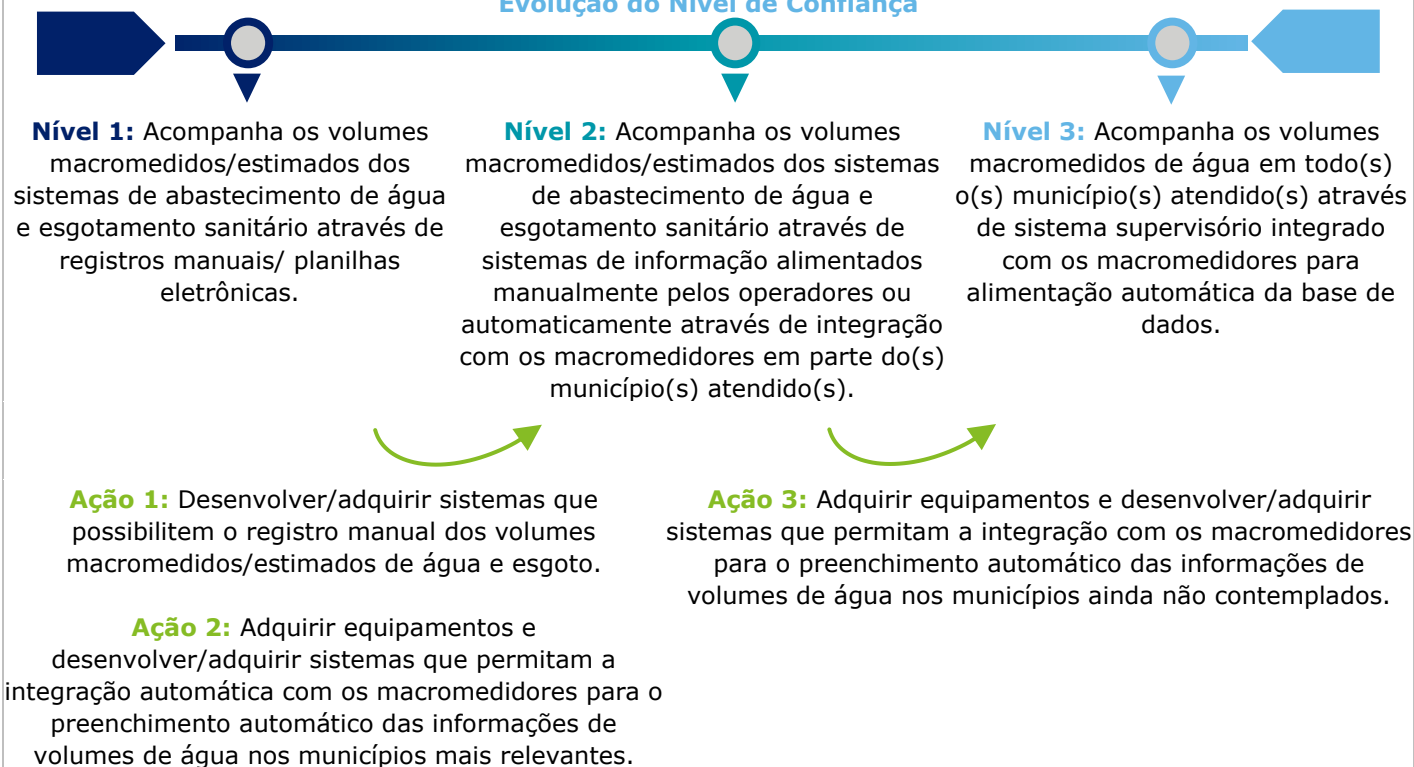 Evolução do Nível de Confiança
Nível 1: Acompanha os volumes
macromedidos/estimados dos
sistemas de abastecimento de água
e esgotamento sanitário através de
registros manuais/ planilhas
eletrônicas.
Nível 2: Acompanha os volumes
macromedidos/estimados dos sistemas
de abastecimento de água e
esgotamento sanitário através de
sistemas de informação alimentados
manualmente pelos operadores ou
automaticamente através de integração
com os macromedidores em parte do(s)
município(s) atendido(s).
Nível 3: Acompanha os volumes
macromedidos de água em todo(s)
o(s) município(s) atendido(s) através
de sistema supervisório integrado
com os macromedidores para
alimentação automática da base de
dados.
Ação 1: Desenvolver/adquirir sistemas que
possibilitem o registro manual dos volumes
macromedidos/estimados de água e esgoto.
Ação 2: Adquirir equipamentos e
desenvolver/adquirir sistemas que permitam a
integração automática com os macromedidores para o
preenchimento automático das informações de
volumes de água nos municípios mais relevantes.
Ação 3: Adquirir equipamentos e desenvolver/adquirir
sistemas que permitam a integração com os macromedidores
para o preenchimento automático das informações de
volumes de água nos municípios ainda não contemplados.